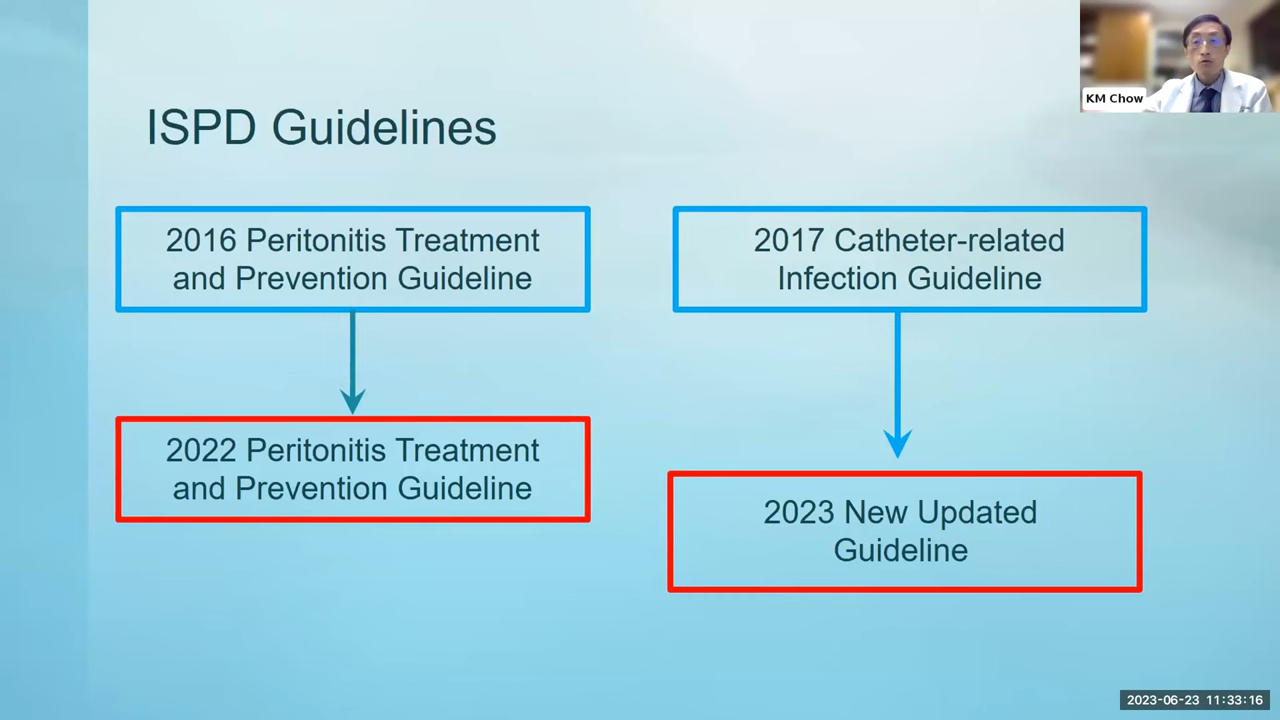 KM Chow
ISPD Guidelines
2016 Peritonitis Treatment
and Prevention Guideline
2017 Catheter-related
Infection Guideline
2022 Peritonitis Treatment
and Prevention Guideline
2023 New Updated
Guideline
2023-06-23 11:33:16